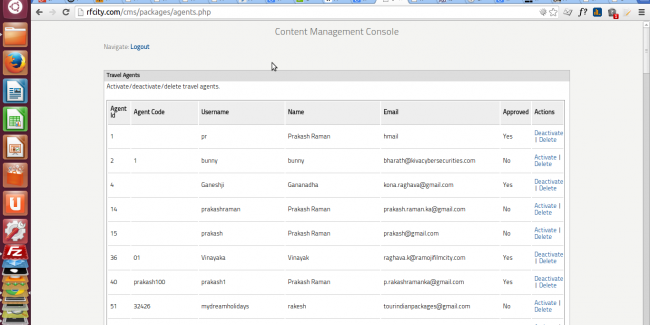 rfcity.com/cms/packages/agents.php
Content Management Console
Navigate: Logout
Travel Agents
Activate/deactivate/delete travel agents.
Agent Id Agent Code Username Name Email Approved Actions
1 pr Prakash Raman hmail Yes Deactivate | Delete
2 1 bunny bunny bharath@kivacybersecurities.com No Activate | Delete
4 Ganeshji Gananadha kona.raghava@gmail.com Yes Deactivate | Delete
14 prakashraman Prakash Raman prakash.raman.ka@gmail.com No Activate | Delete
15 prakash Prakash Raman prakash@gmail.com No Activate | Delete
36 01 Vinayaka Vinayak raghava.k@ramojifilmcity.com Yes Deactivate | Delete
40 prakash100 prakash1 Prakash Raman p.prakashramanka@gmail.com Yes Deactivate | Delete
51 32426 mydreamholidays rakesh tourindianpackages@gmail.com No Activate | Delete